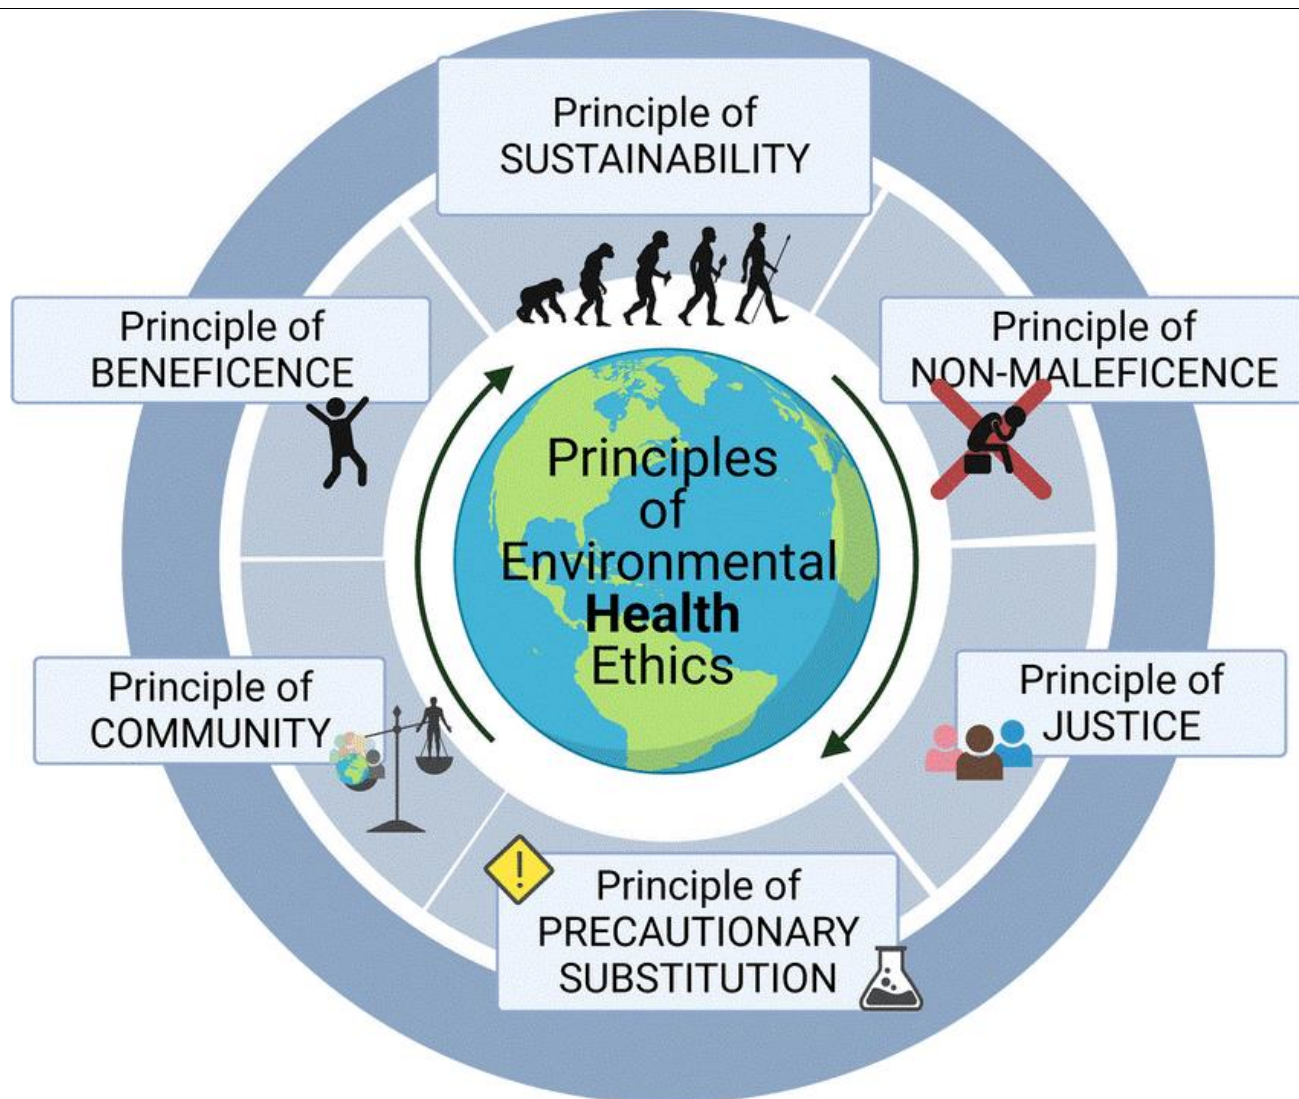 Principle of
SUSTAINABILITY
Principle of
BENEFICENCE
Principle of
NON-MALEFICENCE
Principles
of
Environmental
Health
Ethics
Principle of
COMMUNITY
Principle of
JUSTICE
!
Principle of
PRECAUTIONARY
SUBSTITUTION